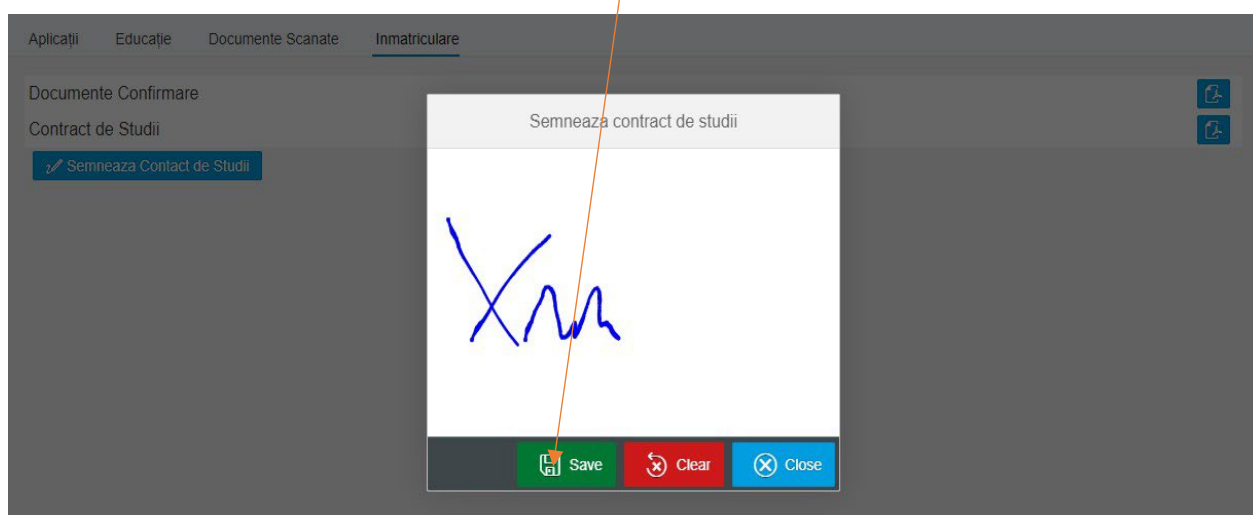 Aplicații Educație Documente Scanate Inmatriculare
Documente Confirmare
Contract de Studii
Semneaza Contact de Studii
Semneaza contract de studii
Save Clear Close